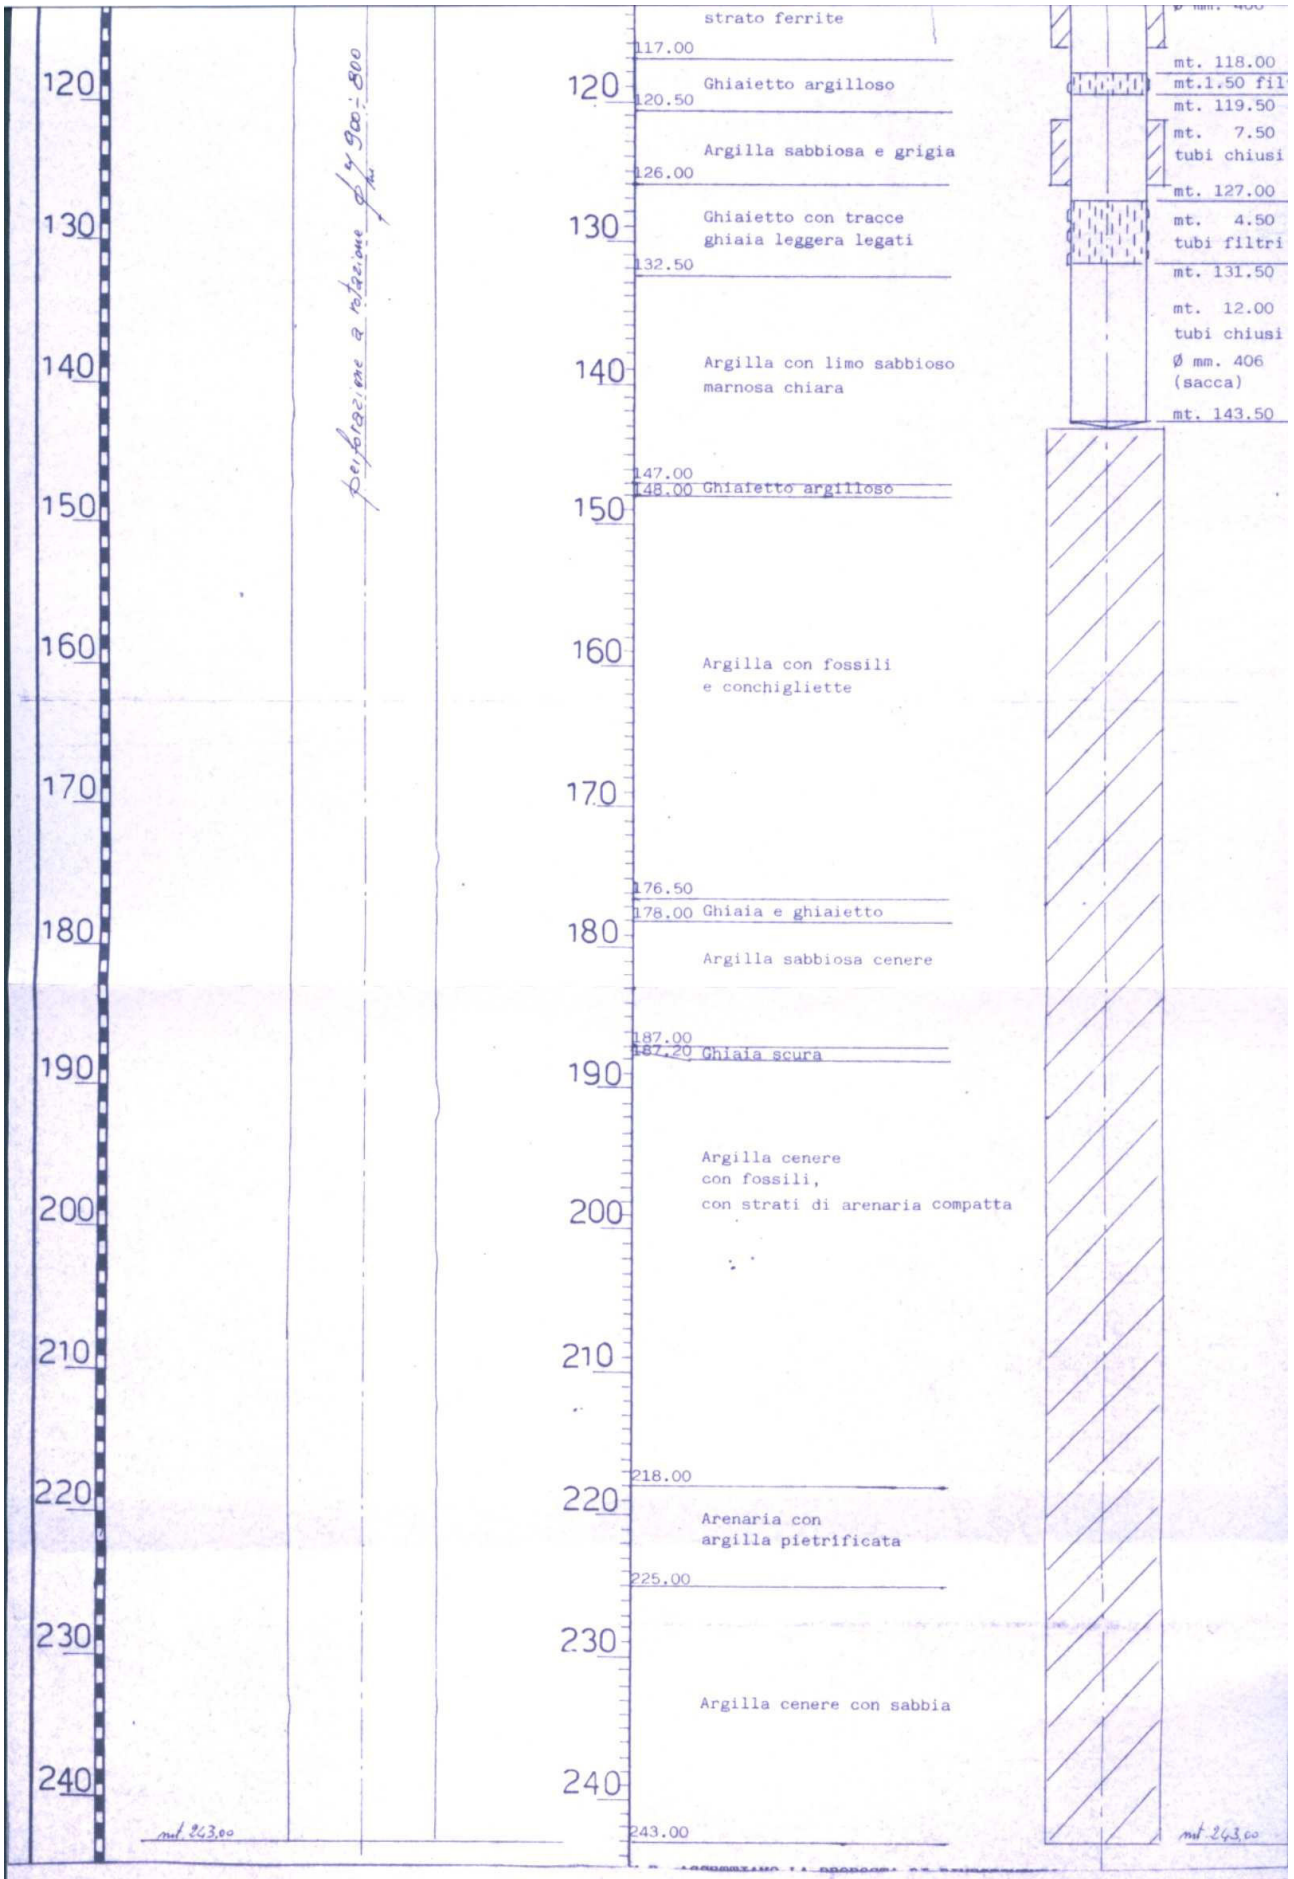 120
130
140
150
160
170
180
190
200
210
220
230
240
mt. 243,00
perforazione a rotazione
900÷800
120
130
140
150
160
170
180
190
200
210
220
230
240
strato ferrite
117.00
Ghiaietto argilloso
120.50
Argilla sabbiosa e grigia
126.00
Ghiaietto con tracce
ghiaia leggera legati
132.50
Argilla con limo sabbioso
marnosa chiara
147.00
148.00 Ghiaietto argilloso
Argilla con fossili
e conchigliette
176.50
178.00 Ghiaia e ghiaietto
Argilla sabbiosa cenere
187.00
187.20 Ghiaia scura
Argilla cenere
con fossili,
con strati di arenaria compatta
218.00
Arenaria con
argilla pietrificata
225.00
Argilla cenere con sabbia
243.00
mt. 118.00
mt.1.50 fil
mt. 119.50
mt. 7.50
tubi chiusi
mt. 127.00
mt. 4.50
tubi filtri
mt. 131.50
mt. 12.00
tubi chiusi
Ø mm. 406
(sacca)
mt. 143.50
mt. 243,00